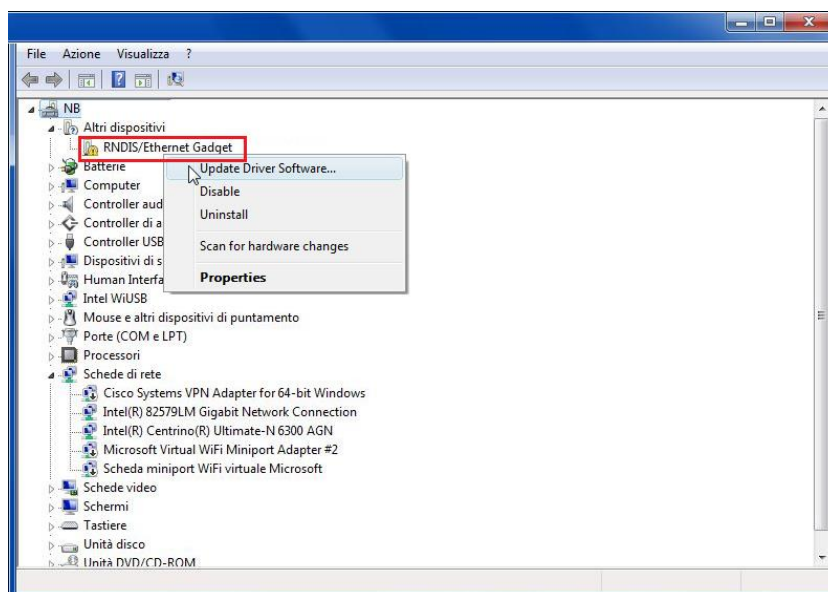 File Azione Visualizza ?
NB
Altri dispositivi
RNDIS/Ethernet Gadget
Batterie
Update Driver Software...
Computer
Disable
Controller aud
Uninstall
Controller di a
Controller USB
Scan for hardware changes
Dispositivi di s
Human Interfa
Properties
Intel WiUSB
Mouse e altri dispositivi di puntamento
Porte (COM e LPT)
Processori
Schede di rete
Cisco Systems VPN Adapter for 64-bit Windows
Intel(R) 82579LM Gigabit Network Connection
Intel(R) Centrino(R) Ultimate-N 6300 AGN
Microsoft Virtual WiFi Miniport Adapter #2
Scheda miniport WiFi virtuale Microsoft
Schede video
Schermi
Tastiere
Unità disco
Unità DVD/CD-ROM